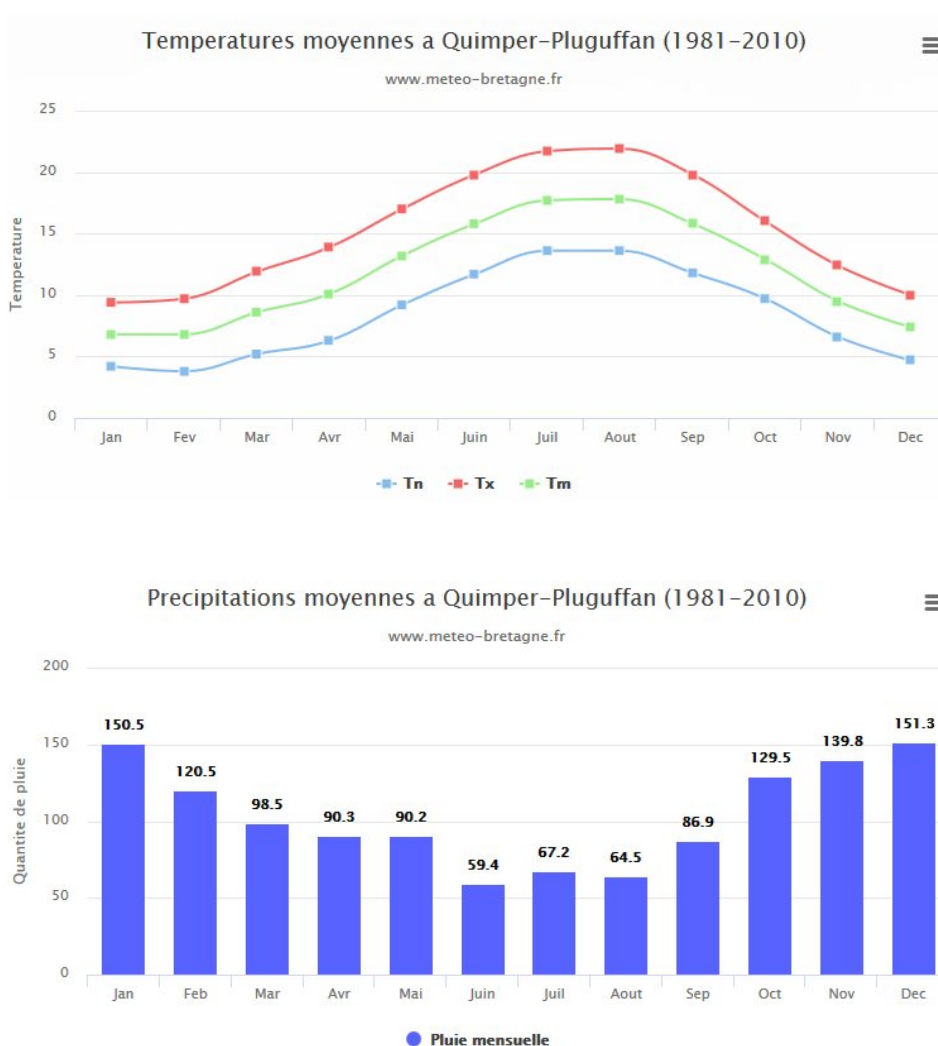 Temperatures moyennes a Quimper-Pluguffan (1981-2010)
www.meteo-bretagne.fr
25
20
15
10
5
0
Temperature
Jan Fev Mar Avr Mai Juin Juil Aout Sep Oct Nov Dec
Tn Tx Tm
Precipitations moyennes a Quimper-Pluguffan (1981-2010)
www.meteo-bretagne.fr
200
150
100
50
0
Quantite de pluie
150.5 120.5 98.5 90.3 90.2 59.4 67.2 64.5 86.9 129.5 139.8 151.3
Jan Feb Mar Avr Mai Juin Juil Aout Sep Oct Nov Dec
Pluie mensuelle